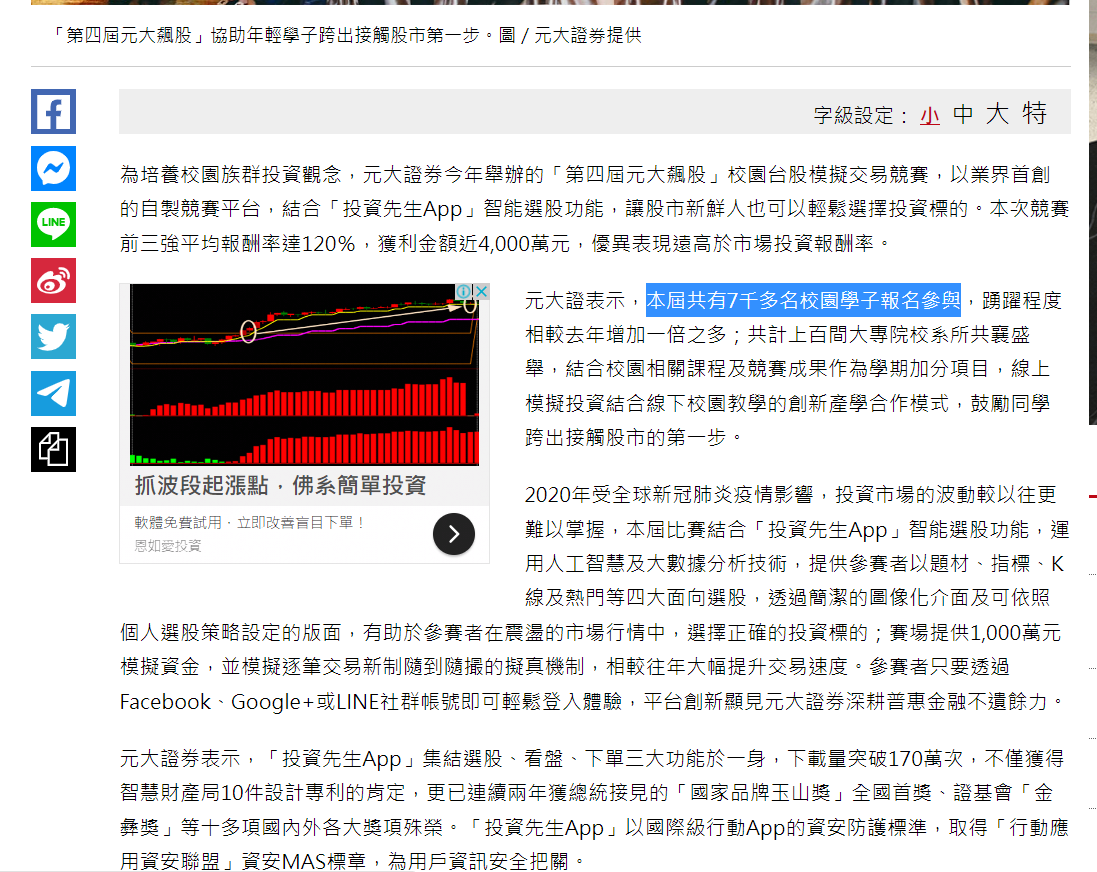 「第四屆元大飆股」協助年輕學子跨出接觸股市第一步。圖 / 元大證券提供
字級設定： 小 中 大 特
LINE
為培養校園族群投資觀念，元大證券今年舉辦的「第四屆元大飆股」校園台股模擬交易競賽，以業界首創
的自製競賽平台，結合「投資先生App」智能選股功能，讓股市新鮮人也可以輕鬆選擇投資標的。本次競賽
前三強平均報酬率達120%，獲利金額近4,000萬元，優異表現遠高於市場投資報酬率。
抓波段起漲點，佛系簡單投資
軟體免費試用．立即改善盲目下單！
恩如愛投資
元大證表示，本屆共有7千多名校園學子報名參與，踴躍程度
相較去年增加一倍之多；共計上百間大專院校系所共襄盛
舉，結合校園相關課程及競賽成果作為學期加分項目，線上
模擬投資結合線下校園教學的創新產學合作模式，鼓勵同學
跨出接觸股市的第一步。
2020年受全球新冠肺炎疫情影響，投資市場的波動較以往更
難以掌握，本屆比賽結合「投資先生App」智能選股功能，運
用人工智慧及大數據分析技術，提供參賽者以題材、指標、K
線及熱門等四大面向選股，透過簡潔的圖像化介面及可依照
個人選股策略設定的版面，有助於參賽者在震盪的市場行情中，選擇正確的投資標的；賽場提供1,000萬元
模擬資金，並模擬逐筆交易新制隨到隨撮的擬真機制，相較往年大幅提升交易速度。參賽者只要透過
Facebook、Google+或LINE社群帳號即可輕鬆登入體驗，平台創新顯見元大證券深耕普惠金融不遺餘力。
元大證券表示，「投資先生App」集結選股、看盤、下單三大功能於一身，下載量突破170萬次，不僅獲得
智慧財產局10件設計專利的肯定，更已連續兩年獲總統接見的「國家品牌玉山獎」全國首獎、證基會「金
彝獎」等十多項國內外各大獎項殊榮。「投資先生App」以國際級行動App的資安防護標準，取得「行動應
用資安聯盟」資安MAS標章，為用戶資訊安全把關。